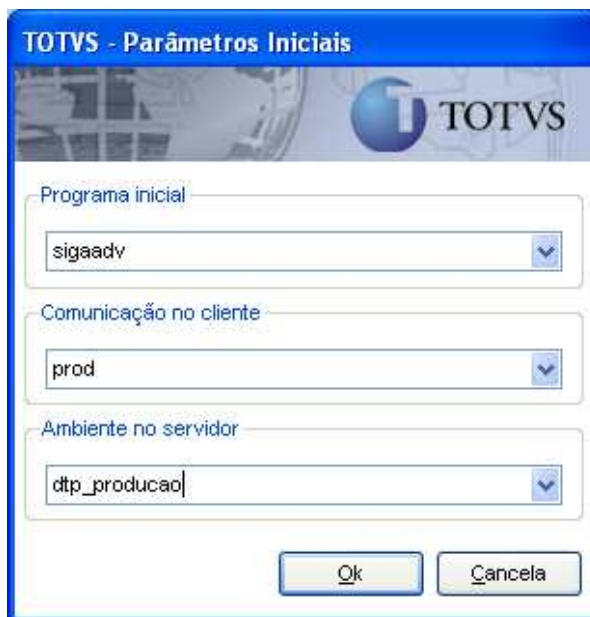 TOTVS - Parâmetros Iniciais
TOTVS
Programa inicial
sigaadv
Comunicação no cliente
prod
Ambiente no servidor
dtp_producao
Ok
Cancela